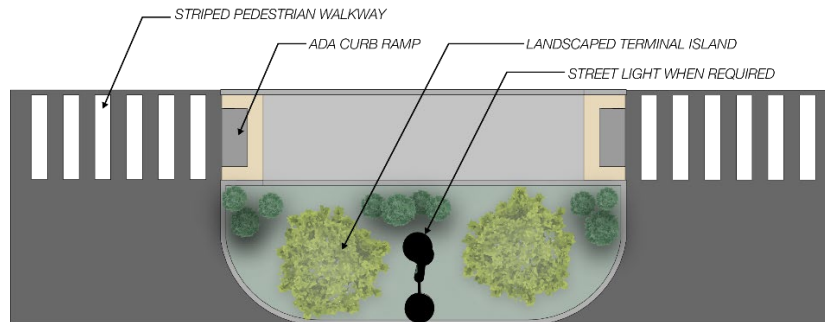 STRIPED PEDESTRIAN WALKWAY
ADA CURB RAMP
LANDSCAPED TERMINAL ISLAND
STREET LIGHT WHEN REQUIRED